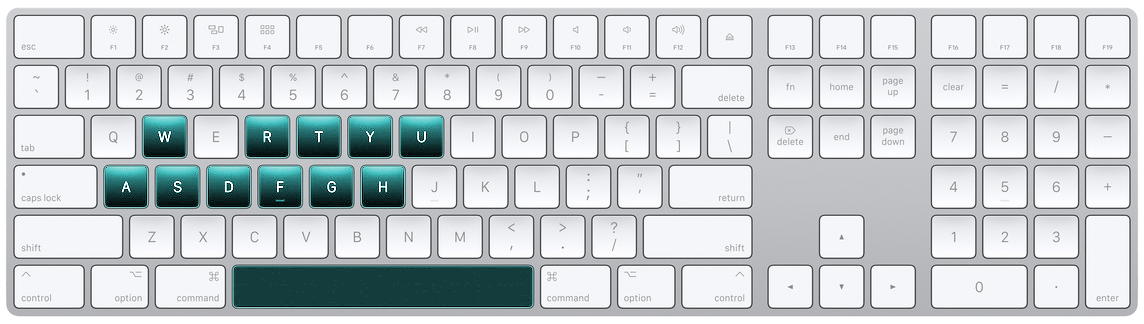 esc F1 F2 F3 F4 F5 F6 F7 F8 F9 F10 F11 F12 F13 F14 F15 F16 F17 F18 F19
~ ! @ # $ % ^ & * ( ) — +
` 1 2 3 4 5 6 7 8 9 0 - = delete fn home page up clear = / *
tab Q W E R T Y U I O P { [ } ] | \ delete end page down 7 8 9 −
caps lock A S D F G H J K L : ; " ' return 4 5 6 +
shift Z X C V B N M < , > . ? / shift 1 2 3
control option command command option control 0 . enter